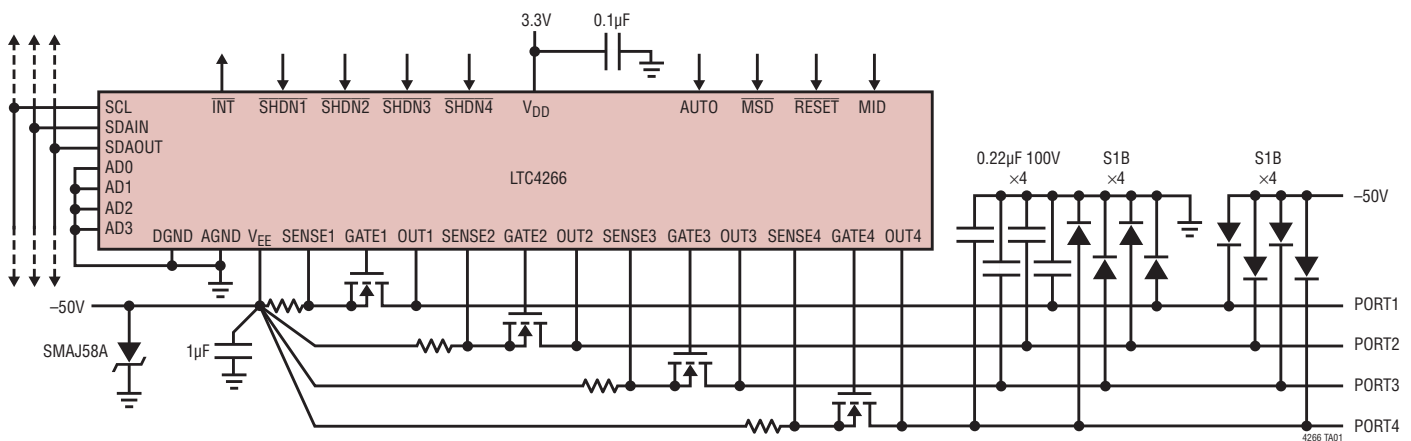 3.3V
0.1µF
SCL
SDAIN
SDAOUT
AD0
AD1
AD2
AD3
INT
SHDN1
SHDN2
SHDN3
SHDN4
VDD
AUTO
MSD
RESET
MID
LTC4266
DGND
AGND
VEE
SENSE1
GATE1
OUT1
SENSE2
GATE2
OUT2
SENSE3
GATE3
OUT3
SENSE4
GATE4
OUT4
0.22µF 100V
×4
S1B
×4
S1B
×4
–50V
–50V
SMAJ58A
1µF
PORT1
PORT2
PORT3
PORT4
4266 TA01